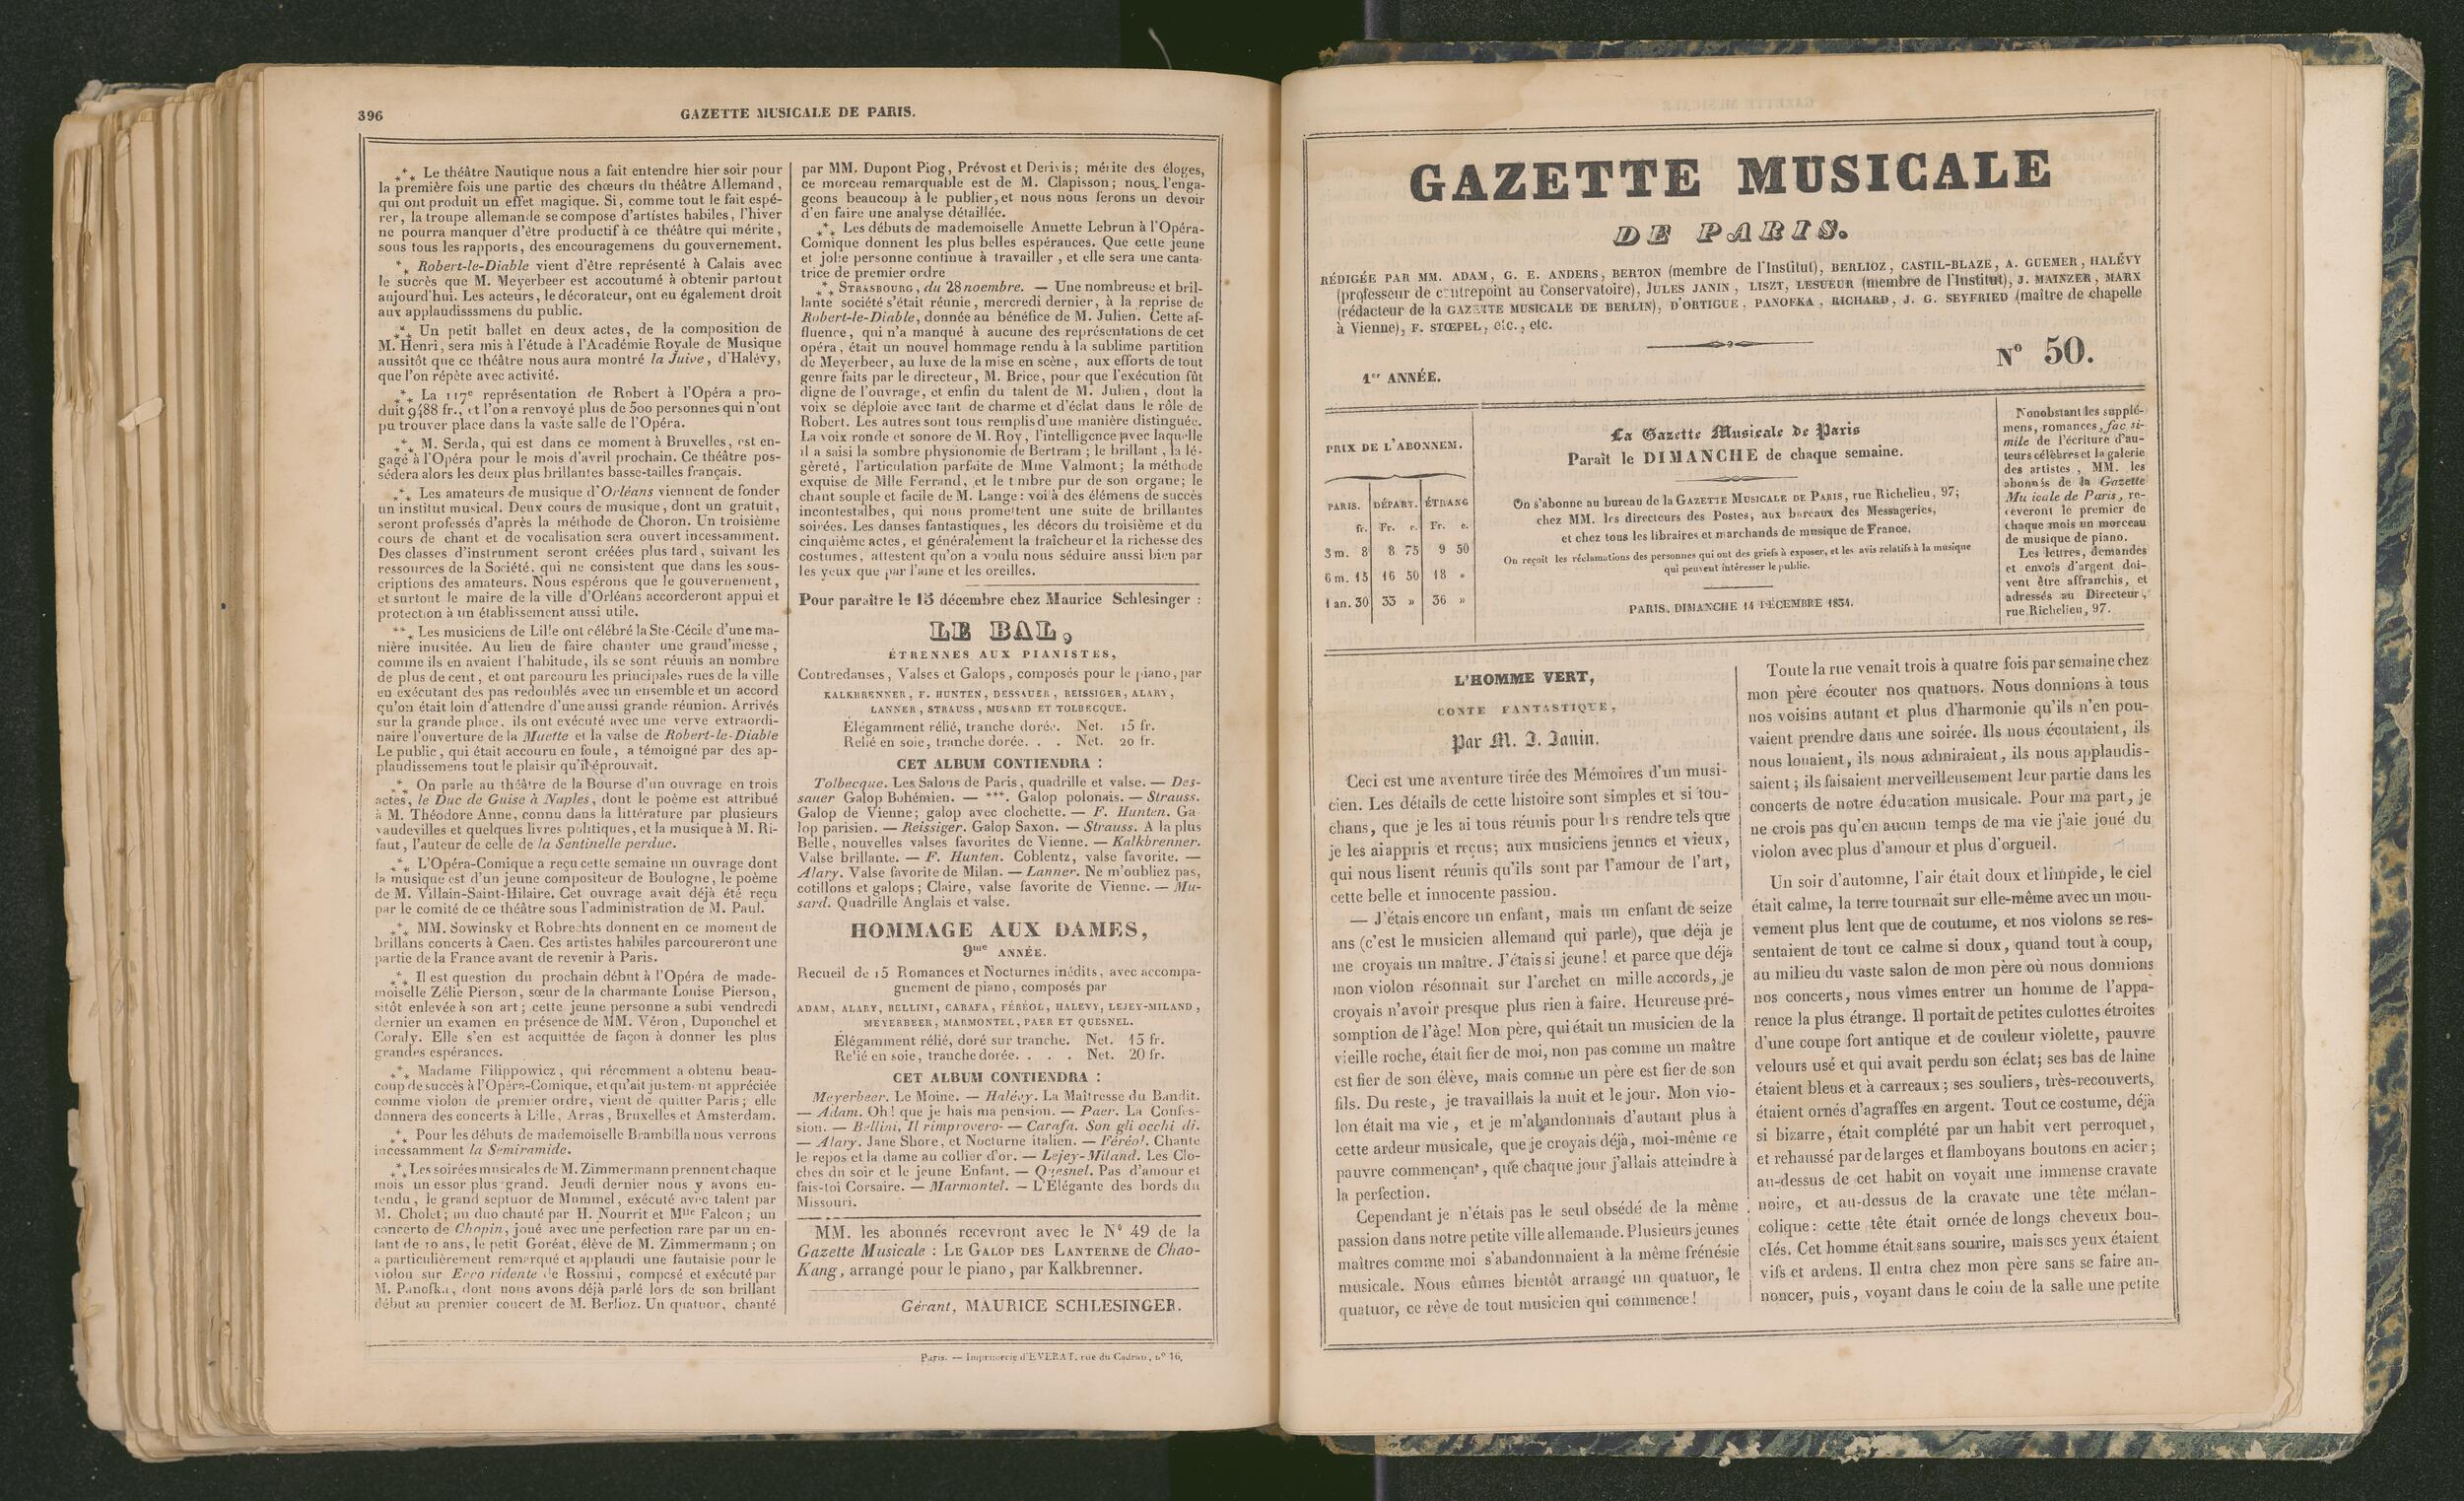 396
GAZETTE MUSICALE DE PARIS.
*** Le théâtre Nautique nous a fait entendre hier soir pour
la première fois une partie des chœurs du théâtre Allemand,
qui ont produit un effet magique. Si, comme tout le fait espé-
rer, la troupe allemande se compose d'artistes habiles, l'hiver
ne pourra manquer d'être productif à ce théâtre qui mérite,
sous tous les rapports, des encouragemens du gouvernement.
** Robert-le-Diable vient d'être représenté à Calais avec
le succès que M. Meyerbeer est accoutumé à obtenir partout
aujourd'hui. Les acteurs, le décorateur, ont eu également droit
aux applaudisssmens du public.
*** Un petit ballet en deux actes, de la composition de
M. Henri, sera mis à l'étude à l'Académie Royale de Musique
aussitôt que ce théâtre nous aura montré la Juive, d'Halévy,
que l'on répète avec activité.
*** La 117e représentation de Robert à l'Opéra a pro-
duit 9488 fr., et l'on a renvoyé plus de 500 personnes qui n'ont
pu trouver place dans la vaste salle de l'Opéra.
*** M. Serda, qui est dans ce moment à Bruxelles, est en-
gagé à l'Opéra pour le mois d'avril prochain. Ce théâtre pos-
sédera alors les deux plus brillantes basse-tailles français.
*** Les amateurs de musique d'Orléans viennent de fonder
un institut musical. Deux cours de musique, dont un gratuit,
seront professés d'après la méthode de Choron. Un troisième
cours de chant et de vocalisation sera ouvert incessamment.
Des classes d'instrument seront créées plus tard, suivant les
ressources de la Société, qui ne consistent que dans les sous-
criptions des amateurs. Nous espérons que le gouvernement,
et surtout le maire de la ville d'Orléans accorderont appui et
protection à un établissement aussi utile.
*** Les musiciens de Lille ont célébré la Ste-Cécile d'une ma-
nière inusitée. Au lieu de faire chanter une grand'messe,
comme ils en avaient l'habitude, ils se sont réunis au nombre
de plus de cent, et ont parcouru les principales rues de la ville
en exécutant des pas redoublés avec un ensemble et un accord
qu'on était loin d'attendre d'une aussi grande réunion. Arrivés
sur la grande place, ils ont exécuté avec une verve extraordi-
naire l'ouverture de la Muette et la valse de Robert-le-Diable
Le public, qui était accouru en foule, a témoigné par des ap-
plaudissemens tout le plaisir qu'il éprouvait.
*** On parle au théâtre de la Bourse d'un ouvrage en trois
actes, le Duc de Guise à Naples, dont le poème est attribué
à M. Théodore Anne, connu dans la littérature par plusieurs
vaudevilles et quelques livres politiques, et la musique à M. Ri-
faut, l'auteur de celle de la Sentinelle perdue.
*** L'Opéra-Comique a reçu cette semaine un ouvrage dont
la musique est d'un jeune compositeur de Boulogne, le poème
de M. Villain-Saint-Hilaire. Cet ouvrage avait déjà été reçu
par le comité de ce théâtre sous l'administration de M. Paul.
*** MM. Sowinsky et Robrechts donnent en ce moment de
brillans concerts à Caen. Ces artistes habiles parcoureront une
partie de la France avant de revenir à Paris.
*** Il est question du prochain début à l'Opéra de made-
moiselle Zélie Pierson, sœur de la charmante Louise Pierson,
sitôt enlevée à son art; cette jeune personne a subi vendredi
dernier un examen en présence de MM. Véron, Duponchel et
Coraly. Elle s'en est acquittée de façon à donner les plus
grandes espérances.
*** Madame Filippowicz, qui récemment a obtenu beau-
coup de succès à l'Opéra-Comique, et qu'ait justement appréciée
comme violon de premier ordre, vient de quitter Paris; elle
donnera des concerts à Lille, Arras, Bruxelles et Amsterdam.
*** Pour les débuts de mademoiselle Brambilla nous verrons
incessamment la Semiramide.
*** Les soirées musicales de M. Zimmermann prennent chaque
mois un essor plus grand. Jeudi dernier nous y avons en-
tendu, le grand septuor de Mummel, exécuté avec talent par
M. Cholet; un duo chanté par H. Nourrit et Mlle Falcon; un
concerto de Chopin, joué avec une perfection rare par un en-
fant de 10 ans, le petit Goréat, élève de M. Zimmermann; on
a particulièrement remarqué et applaudi une fantaisie pour le
violon sur Ecco ridente de Rossini, composé et exécuté par
M. Panofka, dont nous avons déjà parlé lors de son brillant
début au premier concert de M. Berlioz. Un quatuor, chanté
par MM. Dupont Piog, Prévost et Derivis; mérite des éloges,
ce morceau remarquable est de M. Clapisson; nous l'enga-
geons beaucoup à le publier, et nous nous ferons un devoir
d'en faire une analyse détaillée.
*** Les débuts de mademoiselle Annette Lebrun à l'Opéra-
Comique donnent les plus belles espérances. Que cette jeune
et jolie personne continue à travailler, et elle sera une canta-
trice de premier ordre
*** STRASBOURG, du 28 noembre. — Une nombreuse et bril-
lante société s'était réunie, mercredi dernier, à la reprise de
Robert-le-Diable, donnée au bénéfice de M. Julien. Cette af-
fluence, qui n'a manqué à aucune des représentations de cet
opéra, était un nouvel hommage rendu à la sublime partition
de Meyerbeer, au luxe de la mise en scène, aux efforts de tout
genre faits par le directeur, M. Brice, pour que l'exécution fût
digne de l'ouvrage, et enfin du talent de M. Julien, dont la
voix se déploie avec tant de charme et d'éclat dans le rôle de
Robert. Les autres sont tous remplis d'une manière distinguée.
La voix ronde et sonore de M. Roy, l'intelligence avec laquelle
il a saisi la sombre physionomie de Bertram; le brillant, la lé-
gèreté, l'articulation parfaite de Mme Valmont; la méthode
exquise de Mlle Ferrand, et le timbre pur de son organe; le
chant souple et facile de M. Lange: voilà des élémens de succès
incontestalbes, qui nous promettent une suite de brillantes
soirées. Les danses fantastiques, les décors du troisième et du
cinquième actes, et généralement la fraîcheur et la richesse des
costumes, attestent qu'on a voulu nous séduire aussi bien par
les yeux que par l'ame et les oreilles.
Pour paraître le 15 décembre chez Maurice Schlesinger :
LE BAL,
ÉTRENNES AUX PIANISTES,
Contredanses, Valses et Galops, composés pour le piano, par
KALKBRENNER, F. HUNTEN, DESSAUER, REISSIGER, ALARY,
LANNER, STRAUSS, MUSARD ET TOLBECQUE.
Élégamment rélié, tranche dorée. Net. 15 fr.
Relié en soie, tranche dorée. . . Net. 20 fr.
CET ALBUM CONTIENDRA :
Tolbecque. Les Salons de Paris, quadrille et valse. — Des-
sauer Galop Bohémien. — ***. Galop polonais. — Strauss.
Galop de Vienne; galop avec clochette. — F. Hunten. Ga
lop parisien. — Reissiger. Galop Saxon. — Strauss. A la plus
Belle, nouvelles valses favorites de Vienne. — Kalkbrenner.
Valse brillante. — F. Hunten. Coblentz, valse favorite. —
Alary. Valse favorite de Milan. — Lanner. Ne m'oubliez pas,
cotillons et galops; Claire, valse favorite de Vienne. — Mu-
sard. Quadrille Anglais et valse.
HOMMAGE AUX DAMES,
9me ANNÉE.
Recueil de 15 Romances et Nocturnes inédits, avec accompa-
gnement de piano, composés par
ADAM, ALARY, BELLINI, CARAFA, FÉRÉOL, HALEVY, LEJEY-MILAND,
MEYERBEER, MARMONTEL, PAER ET QUESNEL.
Élégamment rélié, doré sur tranche. Net. 15 fr.
Relié en soie, tranche dorée. . . . Net. 20 fr.
CET ALBUM CONTIENDRA :
Meyerbeer. Le Moine. — Halévy. La Maîtresse du Bandit.
— Adam. Oh! que je hais ma pension. — Paer. La Confes-
sion. — Bellini, Il rimprovero- — Carafa. Son gli occhi di.
— Alary. Jane Shore, et Nocturne italien. — Féréol. Chante
le repos et la dame au collier d'or. — Lejey-Miland. Les Clo-
ches du soir et le jeune Enfant. — Quesnel. Pas d'amour et
fais-toi Corsaire. — Marmontel. — L'Élégante des bords du
Missouri.
MM. les abonnés recevront avec le N° 49 de la
Gazette Musicale : LE GALOP DES LANTERNE de Chao-
Kang, arrangé pour le piano, par Kalkbrenner.
Gérant, MAURICE SCHLESINGER.
Paris. — Imprimerie d'EVERAT, rue du Cadran, n° 16,
GAZETTE MUSICALE
DE PARIS.
RÉDIGÉE PAR MM. ADAM, G. E. ANDERS, BERTON (membre de l'Institut), BERLIOZ, CASTIL-BLAZE, A. GUEMER, HALÉVY
(professeur de contrepoint au Conservatoire), JULES JANIN, LISZT, LESUEUR (membre de l'Institut), J. MAINZER, MARX
(rédacteur de la GAZETTE MUSICALE DE BERLIN), D'ORTIGUE, PANOFKA, RICHARD, J. G. SEYFRIED (maître de chapelle
à Vienne), F. STŒPEL, etc., etc.
1er ANNÉE.
N° 50.
PRIX DE L'ABONNEM.
PARIS. DÉPART. ÉTRANG
fr. Fr. c. Fr. c.
3 m. 8 8 75 9 50
6 m. 15 16 50 18 »
1 an. 30 33 » 36 »
La Gazette Musicale de Paris
Paraît le DIMANCHE de chaque semaine.
On s'abonne au bureau de la GAZETTE MUSICALE DE PARIS, rue Richelieu, 97;
chez MM. les directeurs des Postes, aux bureaux des Messageries,
et chez tous les libraires et marchands de musique de France.
On reçoit les réclamations des personnes qui ont des griefs à exposer, et les avis relatifs à la musique
qui peuvent intéresser le public.
PARIS, DIMANCHE 14 DÉCEMBRE 1834.
Nonobstant les supplé-
mens, romances, fac si-
mile de l'écriture d'au-
teurs célèbres et la galerie
des artistes, MM. les
abonnés de la Gazette
Mu icale de Paris, re-
cevront le premier de
chaque mois un morceau
de musique de piano.
Les lettres, demandes
et envois d'argent doi-
vent être affranchis, et
adressés au Directeur,
rue Richelieu, 97.
L'HOMME VERT,
CONTE FANTASTIQUE,
Par M. J. Janin.
Ceci est une aventure tirée des Mémoires d'un musi-
cien. Les détails de cette histoire sont simples et si tou-
chans, que je les ai tous réunis pour les rendre tels que
je les ai appris et reçus; aux musiciens jeunes et vieux,
qui nous lisent réunis qu'ils sont par l'amour de l'art,
cette belle et innocente passion.
— J'étais encore un enfant, mais un enfant de seize
ans (c'est le musicien allemand qui parle), que déjà je
me croyais un maître. J'étais si jeune! et parce que déjà
mon violon résonnait sur l'archet en mille accords, je
croyais n'avoir presque plus rien à faire. Heureuse pré-
somption de l'âge! Mon père, qui était un musicien de la
vieille roche, était fier de moi, non pas comme un maître
est fier de son élève, mais comme un père est fier de son
fils. Du reste, je travaillais la nuit et le jour. Mon vio-
lon était ma vie, et je m'abandonnais d'autant plus à
cette ardeur musicale, que je croyais déjà, moi-même ce
pauvre commençant, que chaque jour j'allais atteindre à
la perfection.
Cependant je n'étais pas le seul obsédé de la même
passion dans notre petite ville allemande. Plusieurs jeunes
maîtres comme moi s'abandonnaient à la même frénésie
musicale. Nous eûmes bientôt arrangé un quatuor, le
quatuor, ce rêve de tout musicien qui commence!
Toute la rue venait trois à quatre fois par semaine chez
mon père écouter nos quatuors. Nous donnions à tous
nos voisins autant et plus d'harmonie qu'ils n'en pou-
vaient prendre dans une soirée. Ils nous écoutaient, ils
nous louaient, ils nous admiraient, ils nous applaudis-
saient; ils faisaient merveilleusement leur partie dans les
concerts de notre éducation musicale. Pour ma part, je
ne crois pas qu'en aucun temps de ma vie j'aie joué du
violon avec plus d'amour et plus d'orgueil.
Un soir d'automne, l'air était doux et limpide, le ciel
était calme, la terre tournait sur elle-même avec un mou-
vement plus lent que de coutume, et nos violons se res-
sentaient de tout ce calme si doux, quand tout à coup,
au milieu du vaste salon de mon père où nous donnions
nos concerts, nous vîmes entrer un homme de l'appa-
rence la plus étrange. Il portait de petites culottes étroites
d'une coupe fort antique et de couleur violette, pauvre
velours usé et qui avait perdu son éclat; ses bas de laine
étaient bleus et à carreaux; ses souliers, très-recouverts,
étaient ornés d'agraffes en argent. Tout ce costume, déjà
si bizarre, était complété par un habit vert perroquet,
et rehaussé par de larges et flamboyans boutons en acier;
au-dessus de cet habit on voyait une immense cravate
noire, et au-dessus de la cravate une tête mélan-
colique: cette tête était ornée de longs cheveux bou-
clés. Cet homme était sans sourire, mais ses yeux étaient
vifs et ardens. Il entra chez mon père sans se faire an-
noncer, puis, voyant dans le coin de la salle une petite